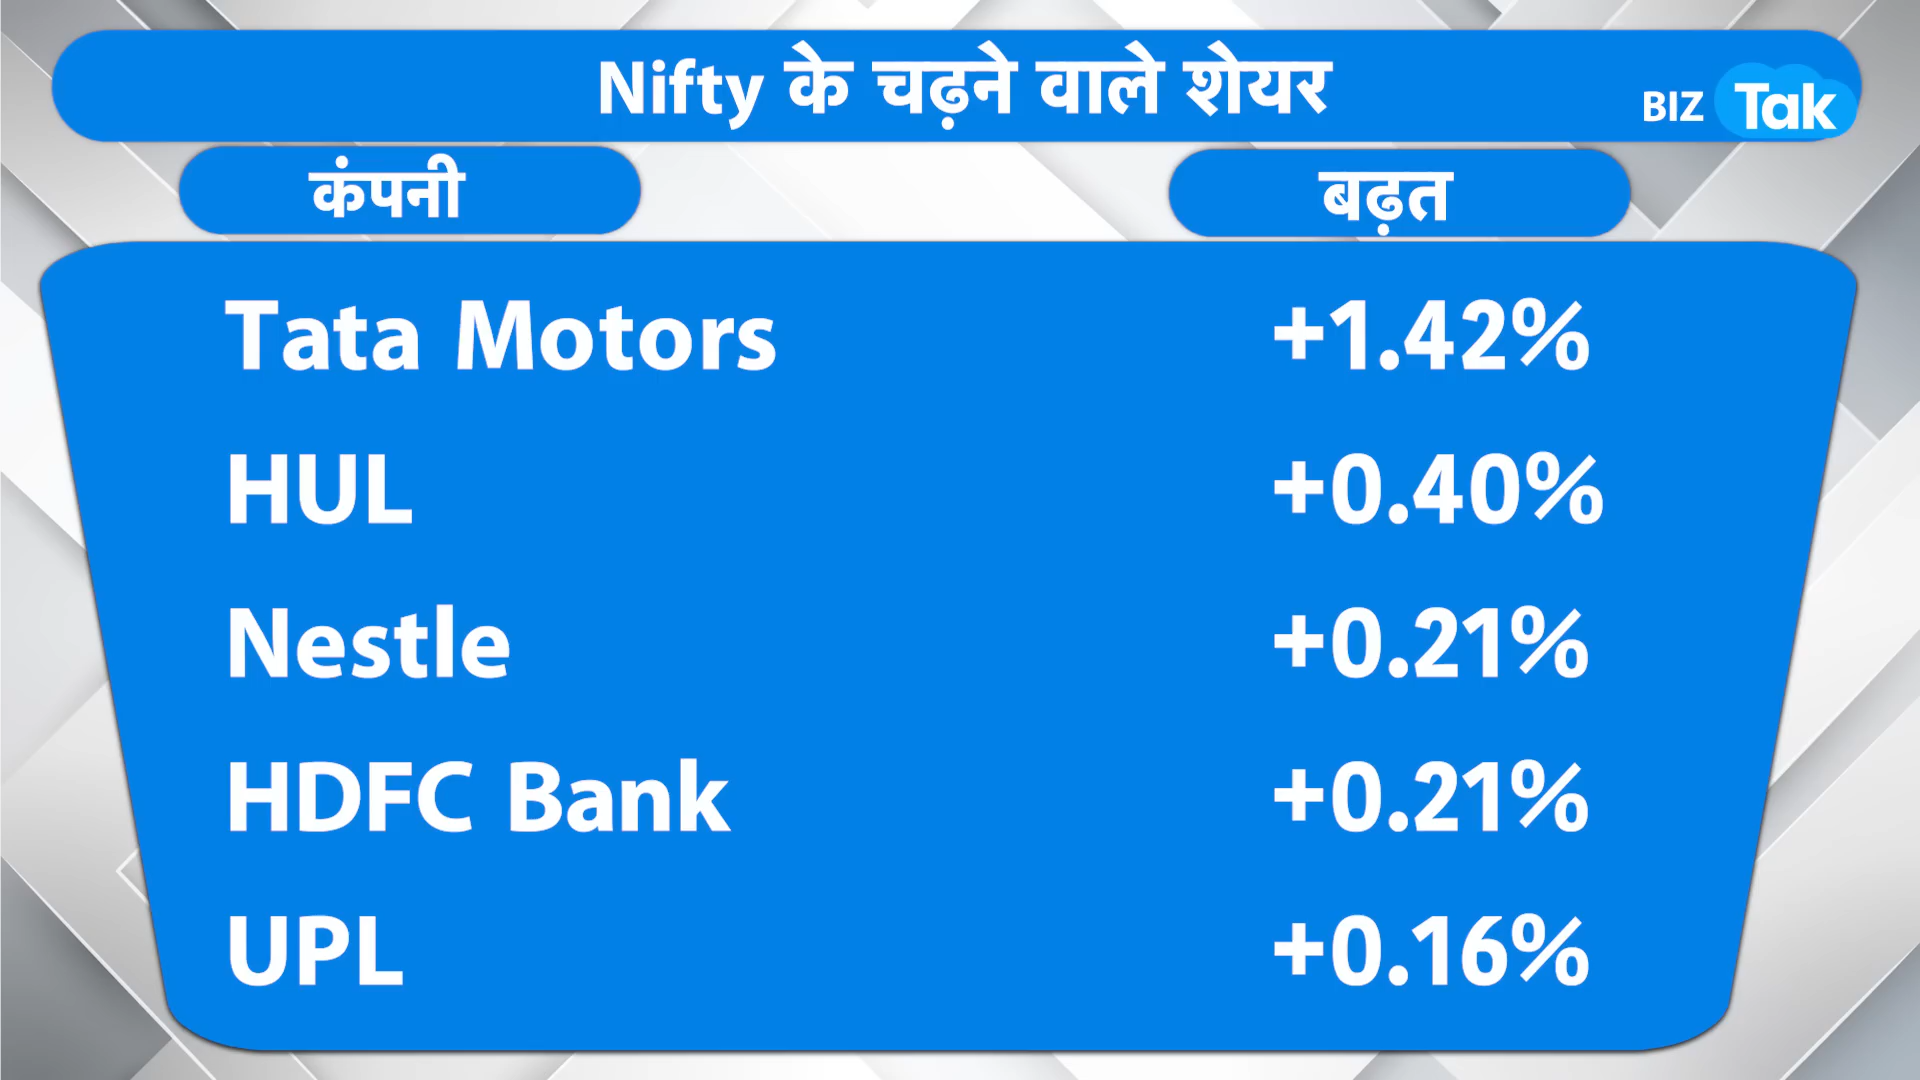 Nifty के चढ़ने वाले शेयर
BIZ Tak
कंपनी बढ़त
Tata Motors +1.42%
HUL +0.40%
Nestle +0.21%
HDFC Bank +0.21%
UPL +0.16%